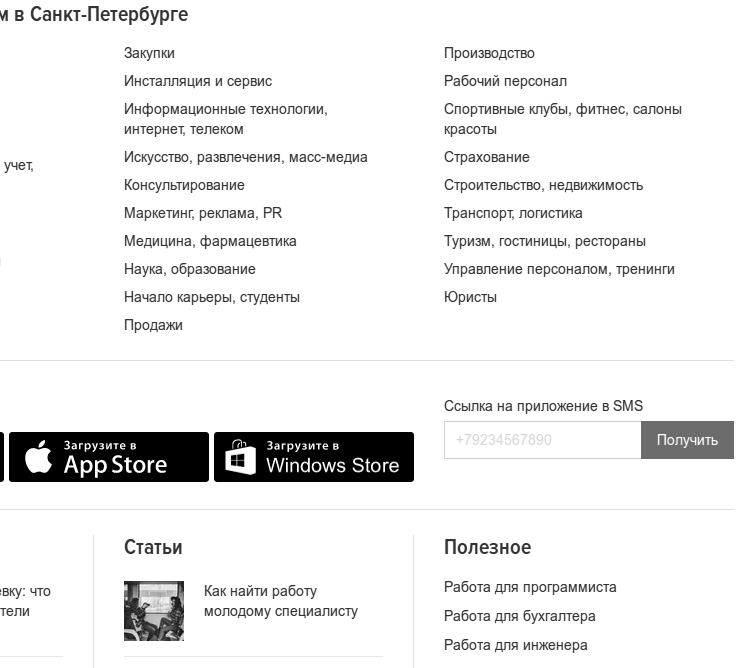 м в Санкт-Петербурге
учет,
Закупки
Инсталляция и сервис
Информационные технологии,
интернет, телеком
Искусство, развлечения, масс-медиа
Консультирование
Маркетинг, реклама, PR
Медицина, фармацевтика
Наука, образование
Начало карьеры, студенты
Продажи
Производство
Рабочий персонал
Спортивные клубы, фитнес, салоны
красоты
Страхование
Строительство, недвижимость
Транспорт, логистика
Туризм, гостиницы, рестораны
Управление персоналом, тренинги
Юристы
Загрузите в
App Store
Загрузите в
Windows Store
Ссылка на приложение в SMS
+79234567890
Получить
евку: что
тели
Статьи
Как найти работу
молодому специалисту
Полезное
Работа для программиста
Работа для бухгалтера
Работа для инженера